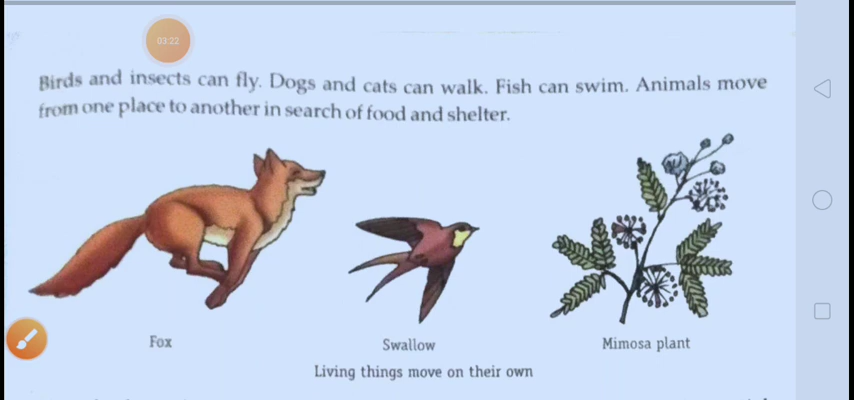 03:22
Birds and insects can fly. Dogs and cats can walk. Fish can swim. Animals move
from one place to another in search of food and shelter.
Fox
Swallow
Mimosa plant
Living things move on their own